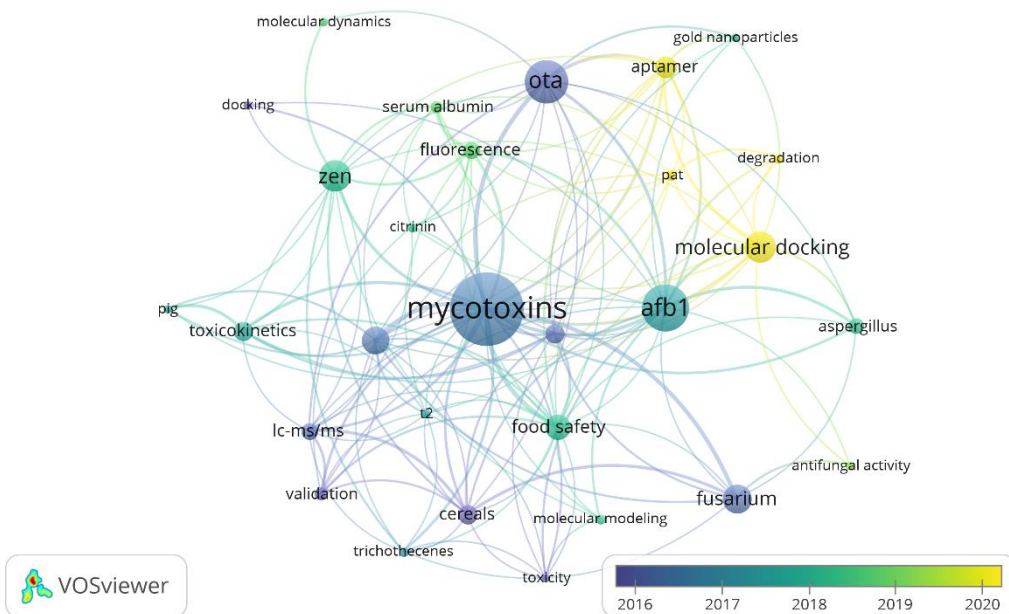 molecular dynamics
gold nanoparticles
aptamer
ota
docking
serum albumin
fluorescence
degradation
zen
pat
citrinin
molecular docking
mycotoxins
afb1
pig
toxicokinetics
aspergillus
t2
lc-ms/ms
food safety
antifungal activity
validation
fusarium
cereals
molecular modeling
trichothecenes
toxicity
VOSviewer
2016 2017 2018 2019 2020